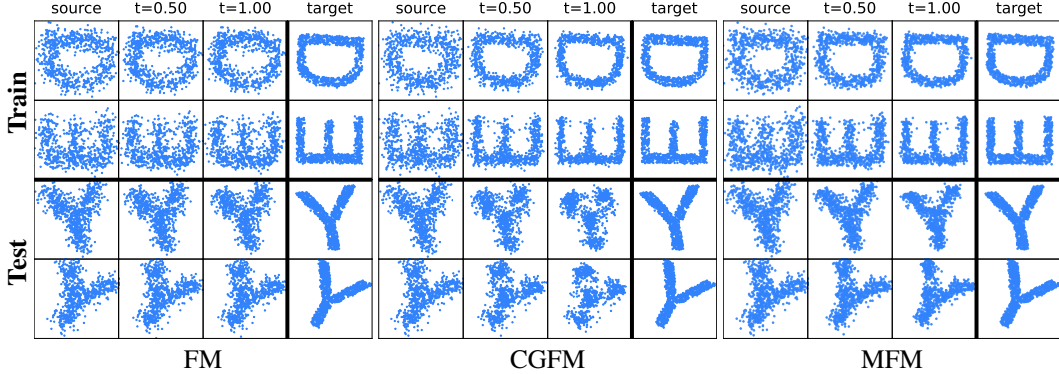 source t=0.50 t=1.00 target source t=0.50 t=1.00 target source t=0.50 t=1.00 target
Train
Test
FM CGFM MFM